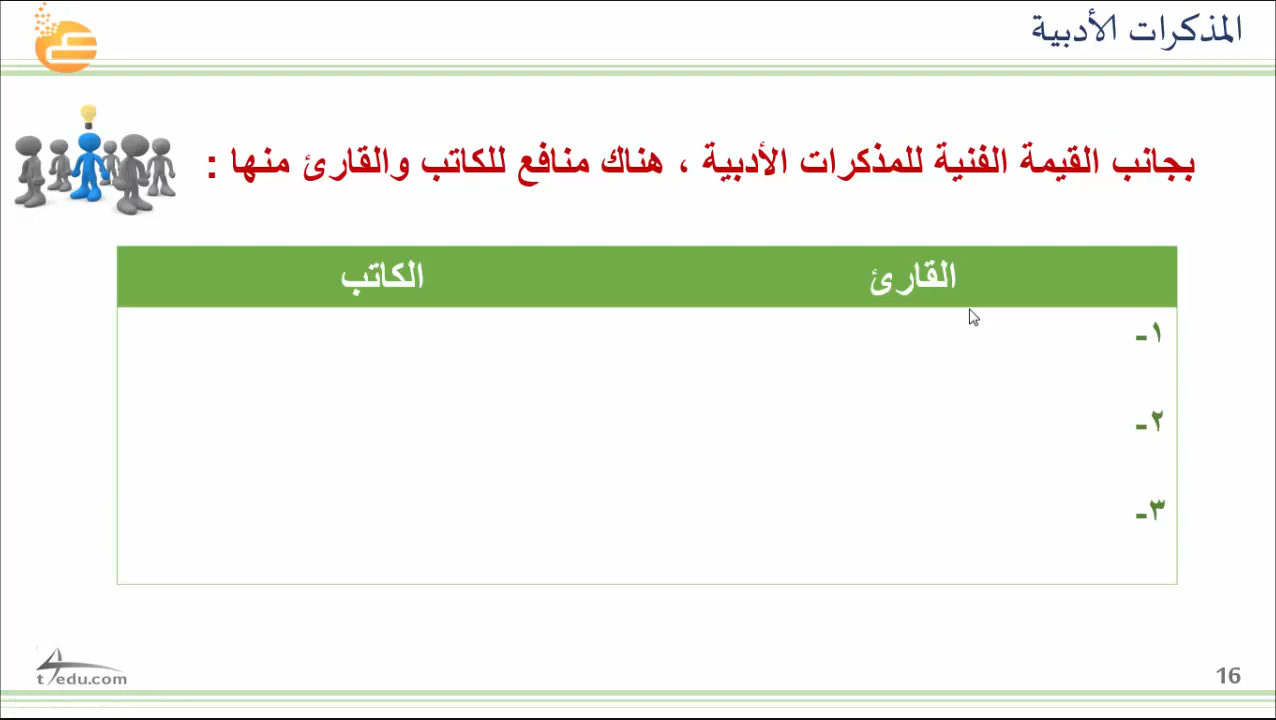 المذكرات الأدبية
بجانب القيمة الفنية للمذكرات الأدبية ، هناك منافع للكاتب والقارئ منها :
القارئ الكاتب
١-
٢-
٣-
t4edu.com
16